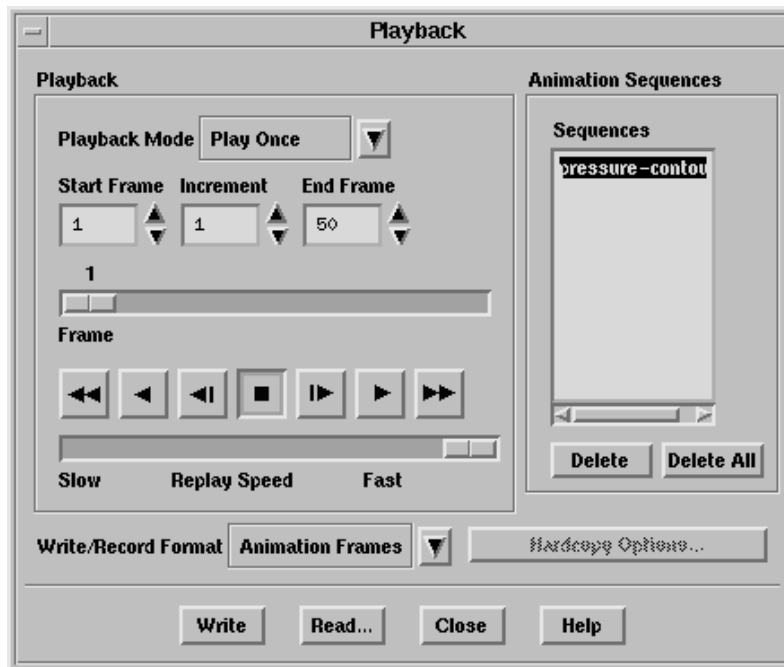 Playback
Playback
Animation Sequences
Playback Mode Play Once
Sequences
pressure-contou
Start Frame Increment End Frame
1 1 50
1
Frame
Slow Replay Speed Fast
Delete Delete All
Write/Record Format Animation Frames Hardcopy Options...
Write Read... Close Help